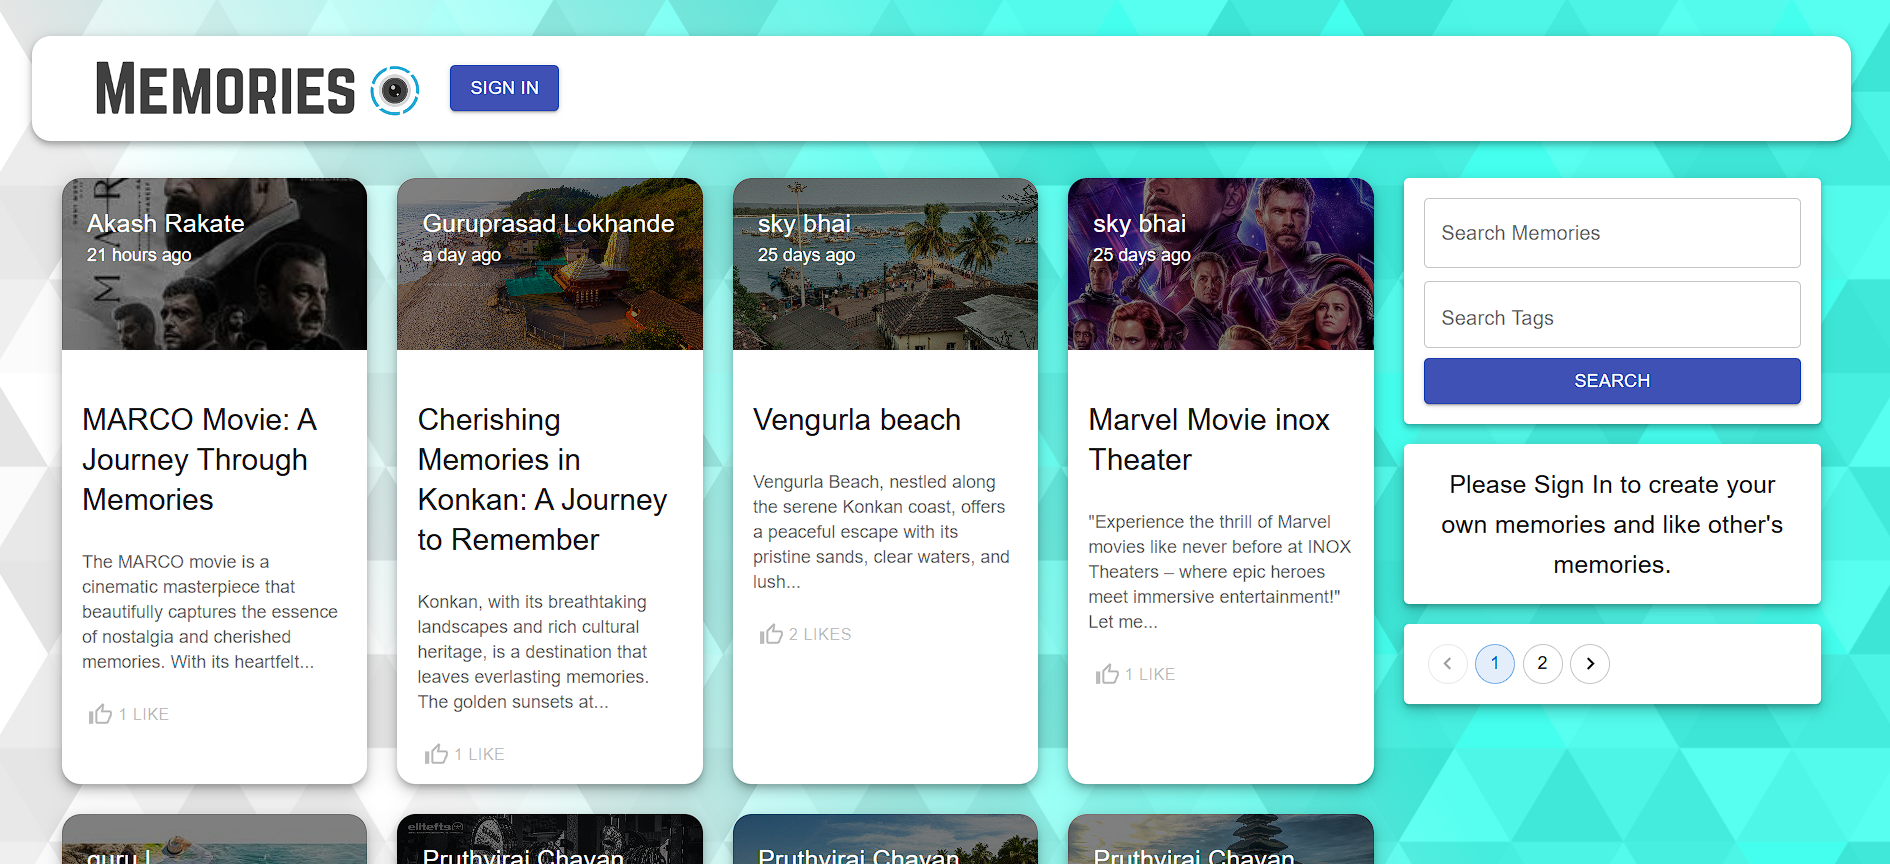 MEMORIES
SIGN IN
MAR
M
Akash Rakate
21 hours ago
MARCO Movie: A
Journey Through
Memories
The MARCO movie is a
cinematic masterpiece that
beautifully captures the essence
of nostalgia and cherished
memories. With its heartfelt...
1 LIKE
Guruprasad Lokhande
a day ago
Cherishing
Memories in
Konkan: A Journey
to Remember
Konkan, with its breathtaking
landscapes and rich cultural
heritage, is a destination that
leaves everlasting memories.
The golden sunsets at...
1 LIKE
sky bhai
25 days ago
Vengurla beach
Vengurla Beach, nestled along
the serene Konkan coast, offers
a peaceful escape with its
pristine sands, clear waters, and
lush...
2 LIKES
sky bhai
25 days ago
Marvel Movie inox
Theater
"Experience the thrill of Marvel
movies like never before at INOX
Theaters – where epic heroes
meet immersive entertainment!"
Let me...
1 LIKE
Search Memories
Search Tags
SEARCH
Please Sign In to create your
own memories and like other's
memories.
1 2
guru l
elitefts
Pruthviraj Chavan
Pruthviraj Chavan
Pruthviraj Chavan